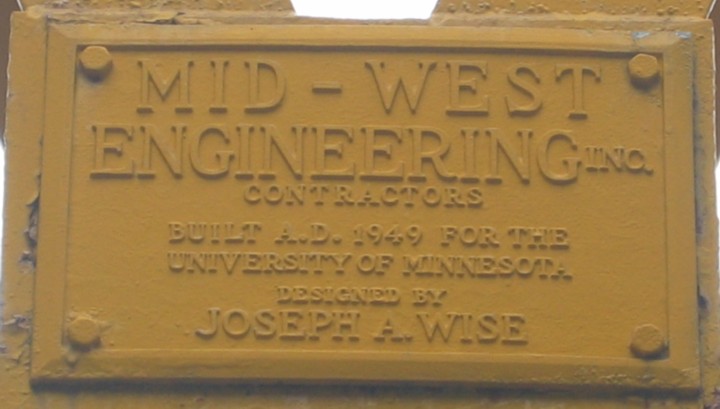 MID-WEST
ENGINEERING INC.
CONTRACTORS
BUILT A.D. 1949 FOR THE
UNIVERSITY OF MINNESOTA
DESIGNED BY
JOSEPH A. WISE